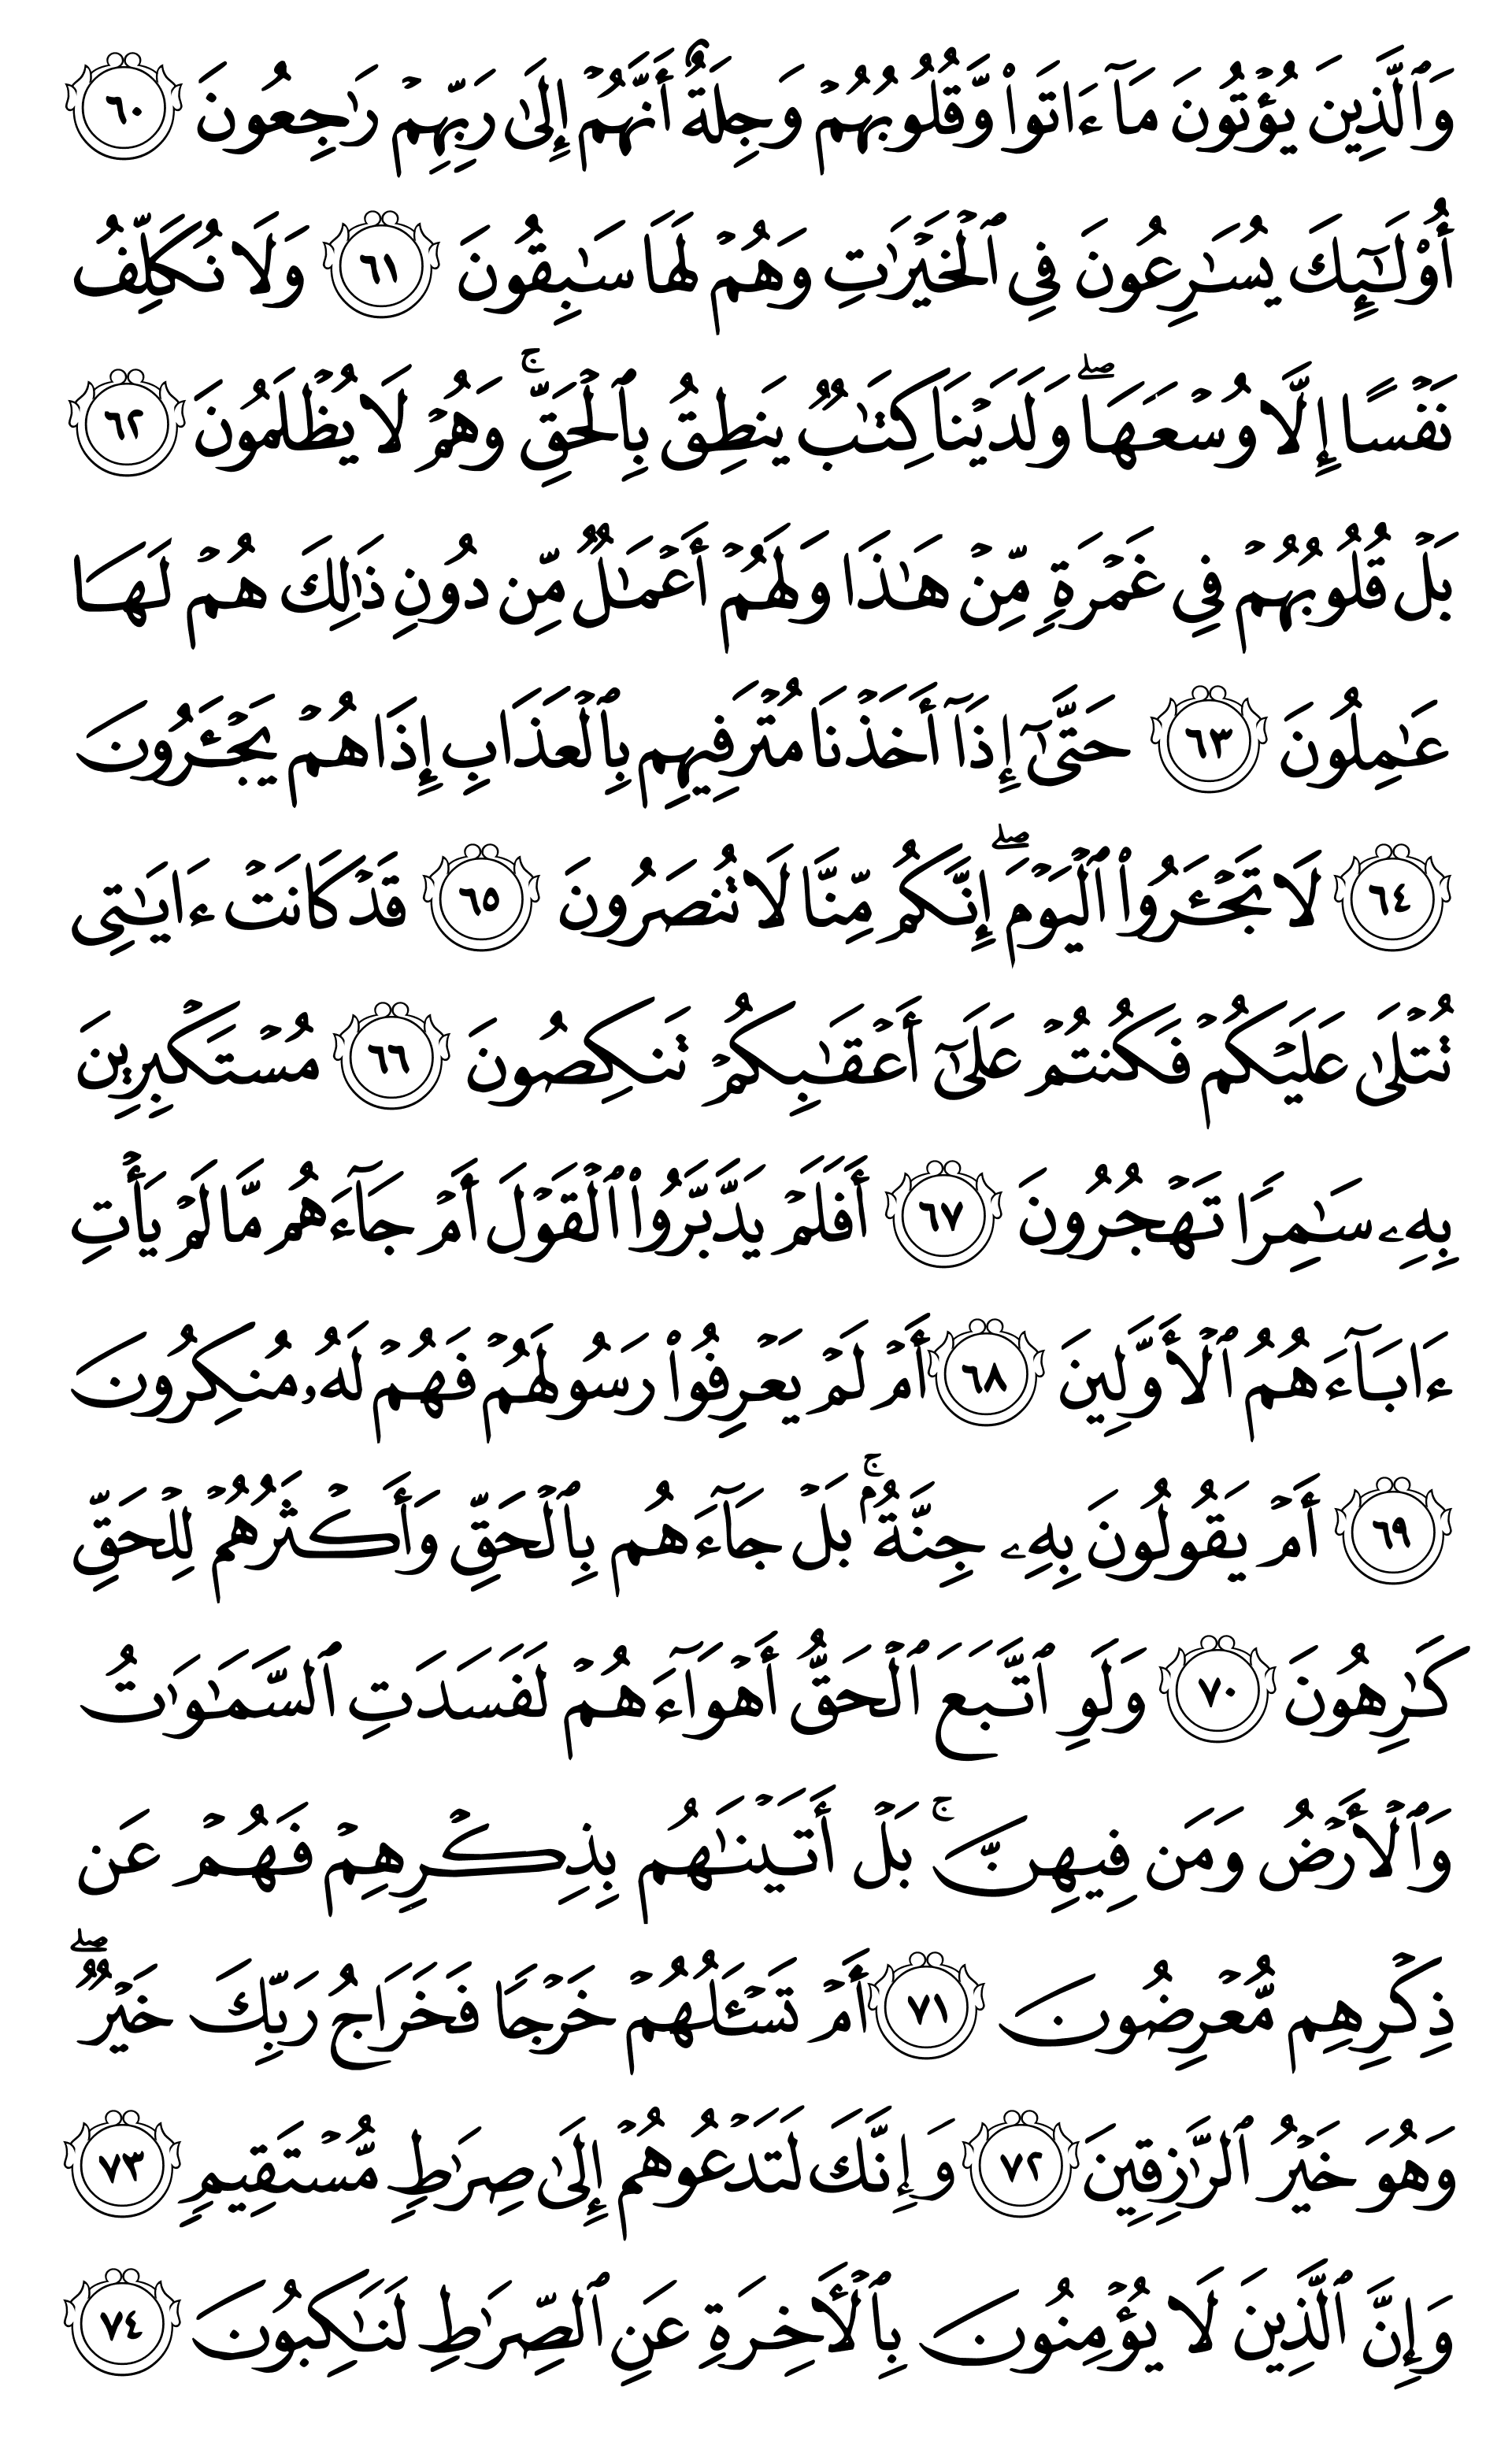 وَٱلَّذِينَ يُؤۡتُونَ مَآ ءَاتَواْ وَّقُلُوبُهُمۡ وَجِلَةٌ أَنَّهُمۡ إِلَىٰ رَبِّهِمۡ رَٰجِعُونَ ٦٠
أُوْلَٰٓئِكَ يُسَٰرِعُونَ فِي ٱلۡخَيۡرَٰتِ وَهُمۡ لَهَا سَٰبِقُونَ ٦١ وَلَا نُكَلِّفُ
نَفۡسًا إِلَّا وُسۡعَهَاۖ وَلَدَيۡنَا كِتَٰبٞ يَنطِقُ بِٱلۡحَقِّۚ وَهُمۡ لَا يُظۡلَمُونَ ٦٢
بَلۡ قُلُوبُهُمۡ فِي غَمۡرَةٖ مِّنۡ هَٰذَا وَلَهُمۡ أَعۡمَٰلٞ مِّن دُونِ ذَٰلِكَ هُمۡ لَهَا
عَٰمِلُونَ ٦٣ حَتَّىٰٓ إِذَآ أَخَذۡنَا مُتۡرَفِيهِم بِٱلۡعَذَابِ إِذَا هُمۡ يَجۡـَٔرُونَ
٦٤ لَا تَجۡـَٔرُواْ ٱلۡيَوۡمَۖ إِنَّكُم مِّنَّا لَا تُنصَرُونَ ٦٥ قَدۡ كَانَتۡ ءَايَٰتِي
تُتۡلَىٰ عَلَيۡكُمۡ فَكُنتُمۡ عَلَىٰٓ أَعۡقَٰبِكُمۡ تَنكِصُونَ ٦٦ مُسۡتَكۡبِرِينَ
بِهِۦ سَٰمِرٗا تَهۡجُرُونَ ٦٧ أَفَلَمۡ يَدَّبَّرُواْ ٱلۡقَوۡلَ أَمۡ جَآءَهُم مَّا لَمۡ يَأۡتِ
ءَابَآءَهُمُ ٱلۡأَوَّلِينَ ٦٨ أَمۡ لَمۡ يَعۡرِفُواْ رَسُولَهُمۡ فَهُمۡ لَهُۥ مُنكِرُونَ
٦٩ أَمۡ يَقُولُونَ بِهِۦ جِنَّةُۢۚ بَلۡ جَآءَهُم بِٱلۡحَقِّ وَأَكۡثَرُهُمۡ لِلۡحَقِّ
كَٰرِهُونَ ٧٠ وَلَوِ ٱتَّبَعَ ٱلۡحَقُّ أَهۡوَآءَهُمۡ لَفَسَدَتِ ٱلسَّمَٰوَٰتُ
وَٱلۡأَرۡضُ وَمَن فِيهِنَّۚ بَلۡ أَتَيۡنَٰهُم بِذِكۡرِهِمۡ فَهُمۡ عَن
ذِكۡرِهِم مُّعۡرِضُونَ ٧١ أَمۡ تَسۡـَٔلُهُمۡ خَرۡجٗا فَخَرَاجُ رَبِّكَ خَيۡرٞۖ
وَهُوَ خَيۡرُ ٱلرَّٰزِقِينَ ٧٢ وَإِنَّكَ لَتَدۡعُوهُمۡ إِلَىٰ صِرَٰطٖ مُّسۡتَقِيمٖ ٧٣
وَإِنَّ ٱلَّذِينَ لَا يُؤۡمِنُونَ بِٱلۡأٓخِرَةِ عَنِ ٱلصِّرَٰطِ لَنَٰكِبُونَ ٧٤